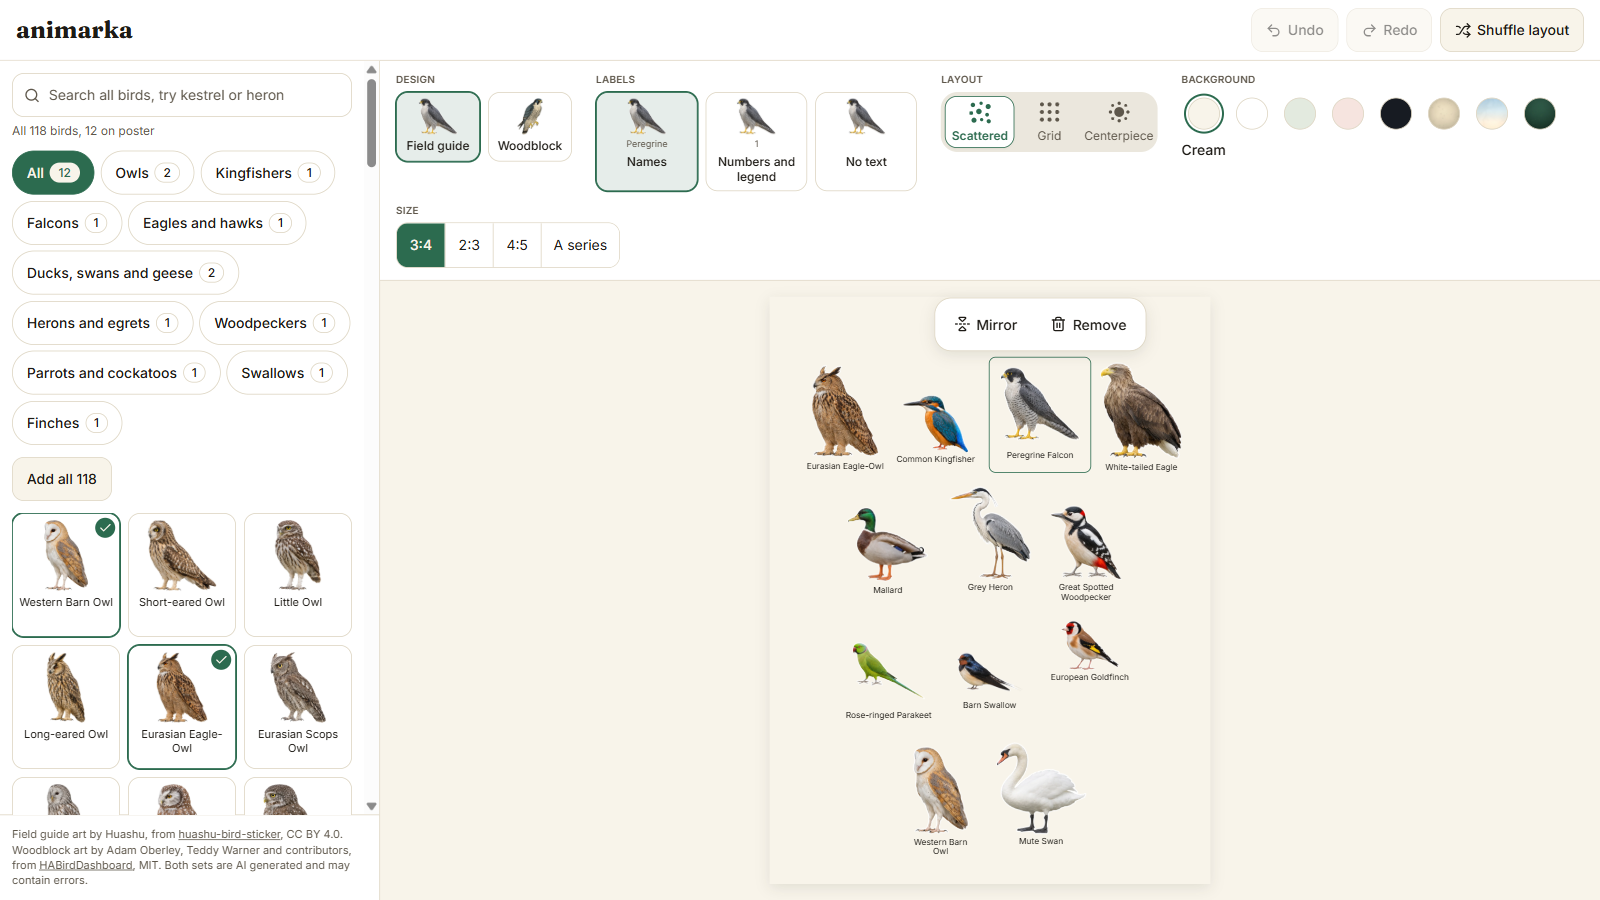 animarka
Undo
Redo
Shuffle layout
Search all birds, try kestrel or heron
All 118 birds, 12 on poster
All 12
Owls 2
Kingfishers 1
Falcons 1
Eagles and hawks 1
Ducks, swans and geese 2
Herons and egrets 1
Woodpeckers 1
Parrots and cockatoos 1
Swallows 1
Finches 1
Add all 118
Western Barn Owl
Short-eared Owl
Little Owl
Long-eared Owl
Eurasian Eagle-
Owl
Eurasian Scops
Owl
Field guide art by Huashu, from huashu-bird-sticker, CC BY 4.0.
Woodblock art by Adam Oberley, Teddy Warner and contributors,
from HABirdDashboard, MIT. Both sets are AI generated and may
contain errors.
DESIGN
Field guide
Woodblock
LABELS
Peregrine
Names
1
Numbers and
legend
No text
LAYOUT
Scattered
Grid
Centerpiece
BACKGROUND
Cream
SIZE
3:4
2:3
4:5
A series
Mirror
Remove
Eurasian Eagle-Owl
Common Kingfisher
Peregrine Falcon
White-tailed Eagle
Mallard
Grey Heron
Great Spotted
Woodpecker
Rose-ringed Parakeet
Barn Swallow
European Goldfinch
Western Barn
Owl
Mute Swan